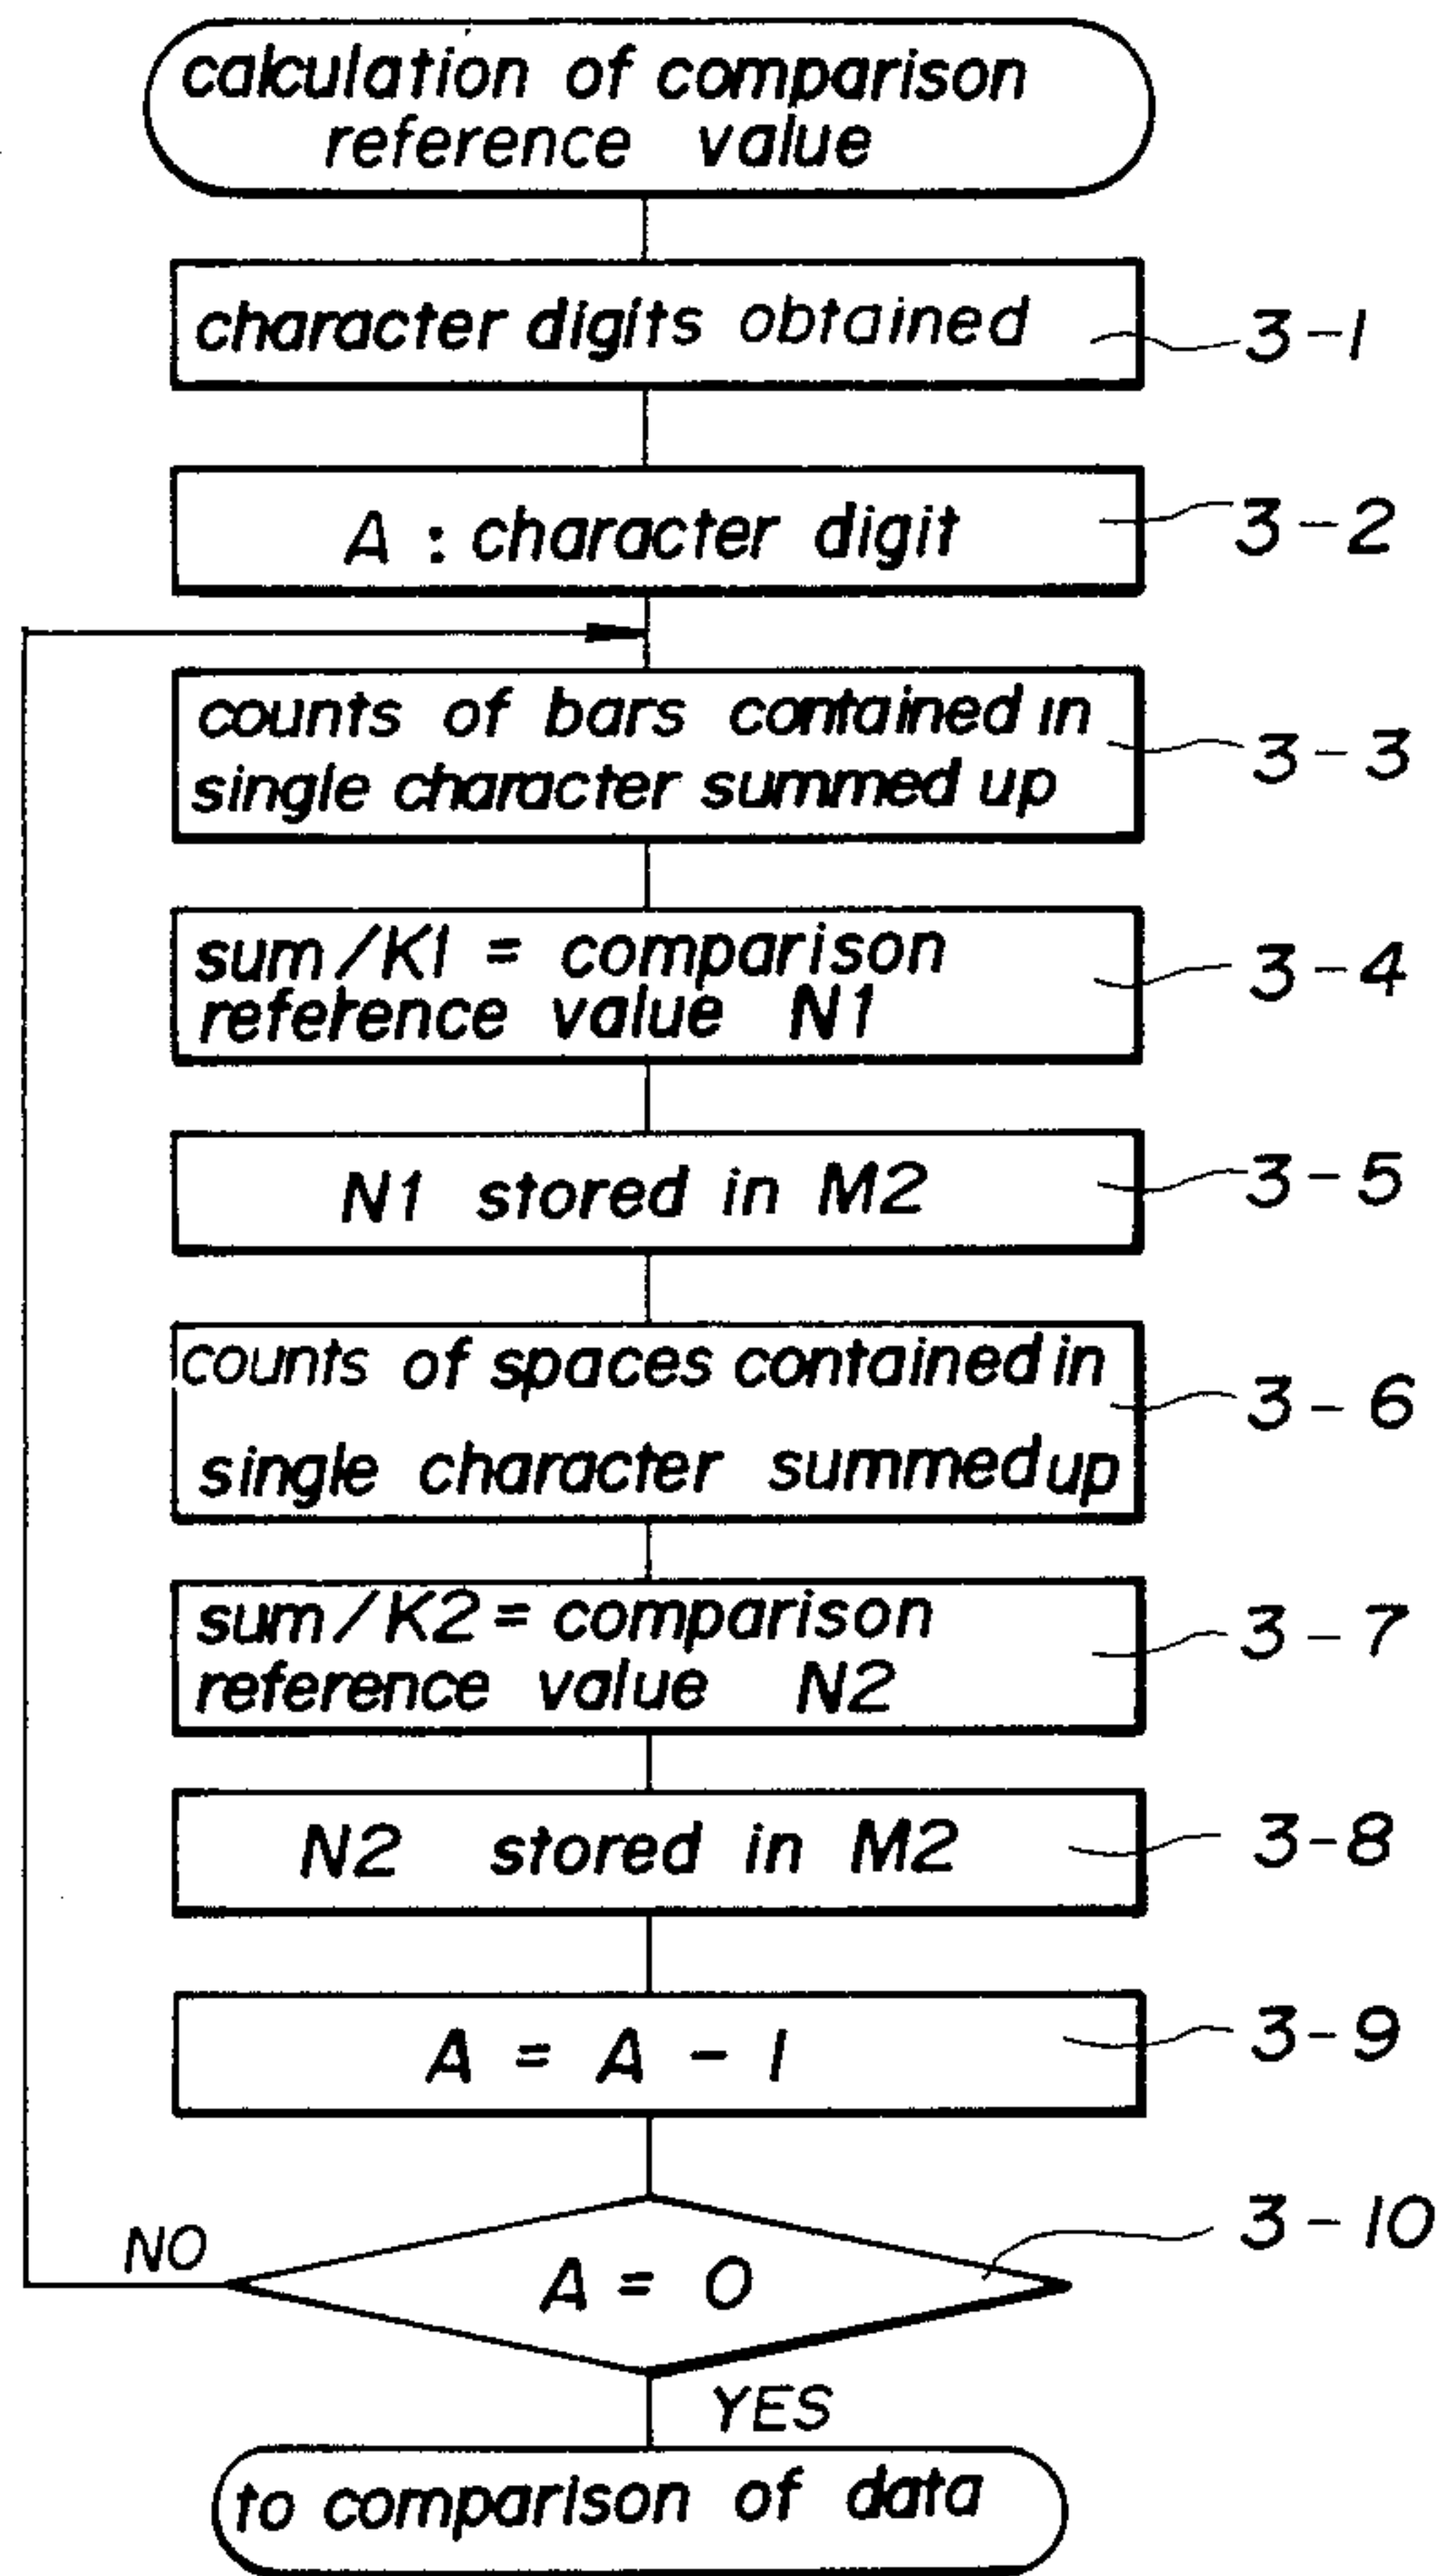 calculation of comparison
reference value
character digits obtained
3-1
A : character digit
3-2
counts of bars contained in
single character summed up
3-3
sum/K1 = comparison
reference value N1
3-4
N1 stored in M2
3-5
counts of spaces contained in
single character summed up
3-6
sum/K2 = comparison
reference value N2
3-7
N2 stored in M2
3-8
A = A - 1
3-9
A = 0
3-10
NO
YES
to comparison of data